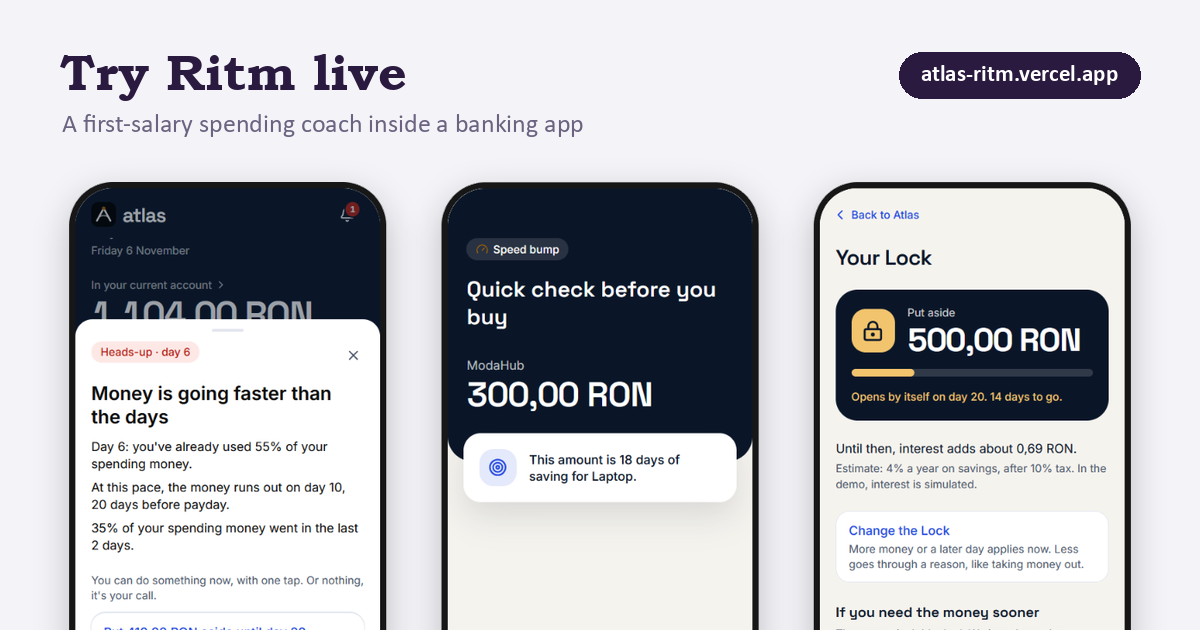 Try Ritm live
atlas-ritm.vercel.app
A first-salary spending coach inside a banking app
atlas
1
Friday 6 November
In your current account
1 104,00 RON
Heads-up · day 6
Money is going faster than
the days
Day 6: you've already used 55% of your
spending money.
At this pace, the money runs out on day 10,
20 days before payday.
35% of your spending money went in the last
2 days.
You can do something now, with one tap. Or nothing,
it's your call.
Speed bump
Quick check before you
buy
ModaHub
300,00 RON
This amount is 18 days of
saving for Laptop.
Back to Atlas
Your Lock
Put aside
500,00 RON
Opens by itself on day 20. 14 days to go.
Until then, interest adds about 0,69 RON.
Estimate: 4% a year on savings, after 10% tax. In the
demo, interest is simulated.
Change the Lock
More money or a later day applies now. Less
goes through a reason, like taking money out.
If you need the money sooner